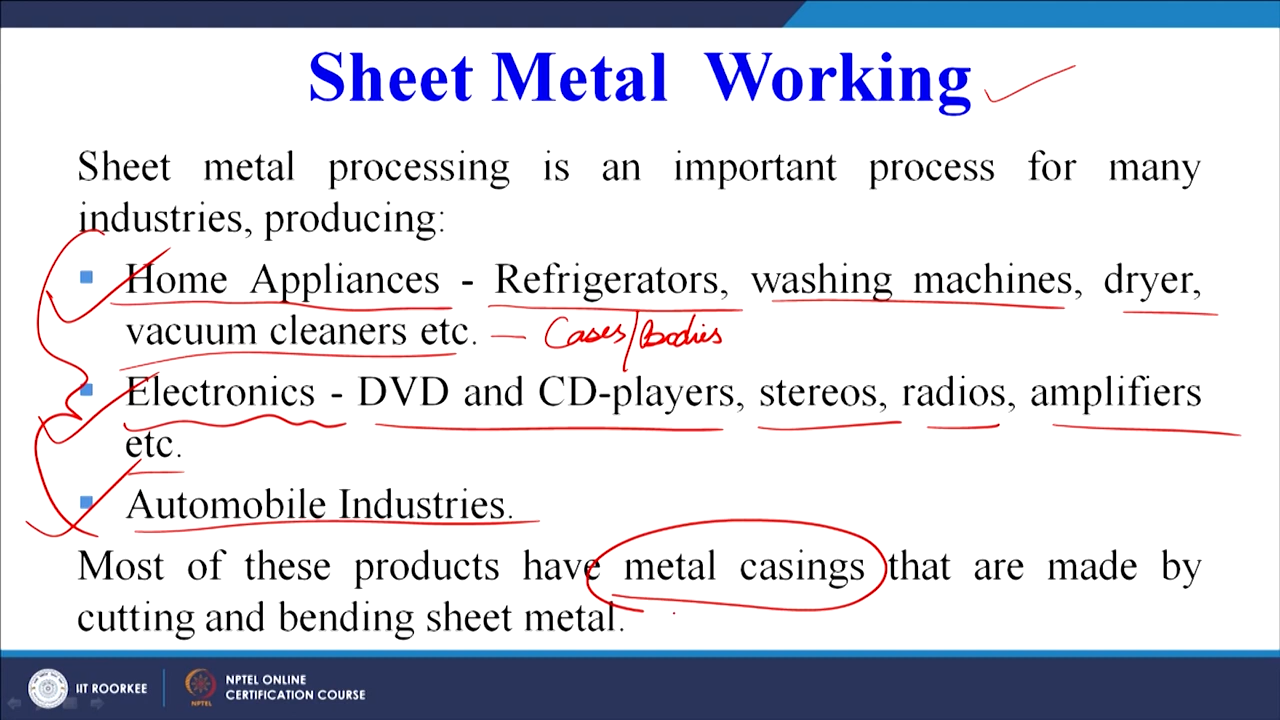 Sheet Metal Working
Sheet metal processing is an important process for many
industries, producing:
Home Appliances - Refrigerators, washing machines, dryer,
vacuum cleaners etc. — Cases/Bodies
Electronics - DVD and CD-players, stereos, radios, amplifiers
etc.
Automobile Industries.
Most of these products have metal casings that are made by
cutting and bending sheet metal.
IIT ROORKEE
NPTEL ONLINE
CERTIFICATION COURSE
NPTEL